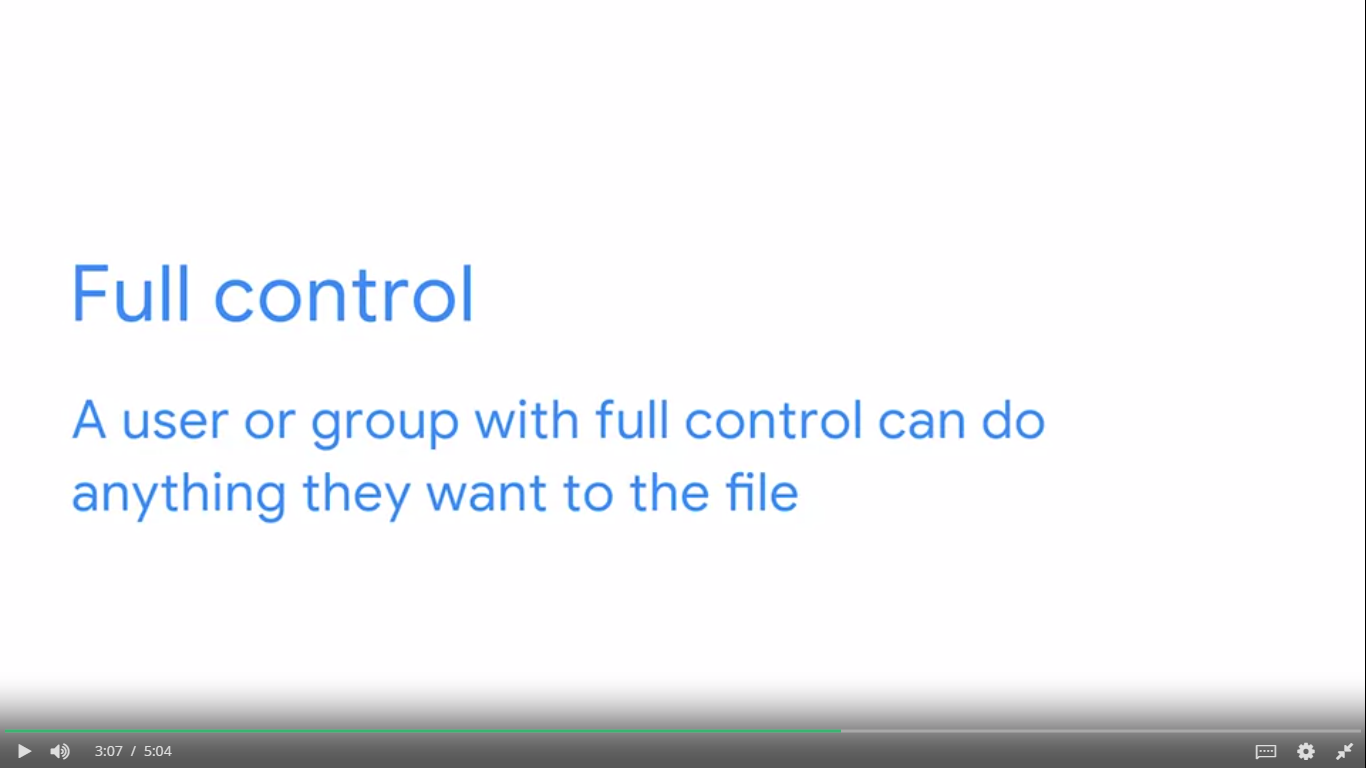 Full control
A user or group with full control can do
anything they want to the file
3:07 / 5:04